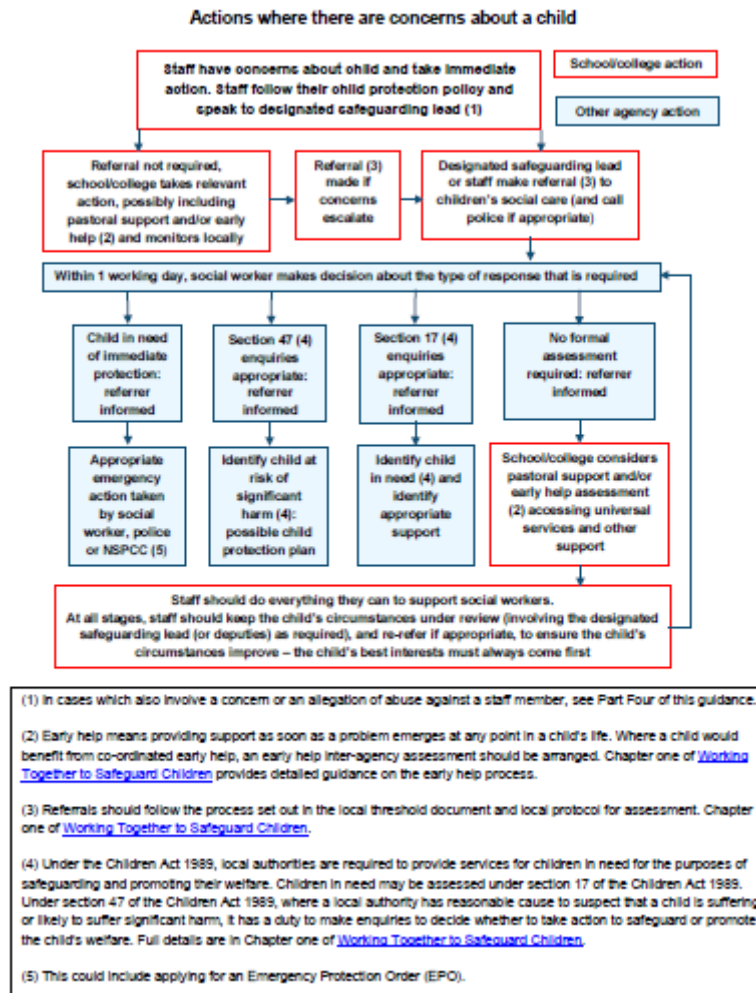 Actions where there are concerns about a child
Staff have concerns about child and take immediate
action. Staff follow their child protection policy and
speak to designated safeguarding lead (1)
School/college action
Other agency action
Referral not required,
school/college takes relevant
action, possibly including
pastoral support and/or early
help (2) and monitors locally
Referral (3)
made if
concerns
escalate
Designated safeguarding lead
or staff make referral (3) to
children's social care (and call
police if appropriate)
Within 1 working day, social worker makes decision about the type of response that is required
Child in need
of immediate
protection:
referrer
informed
Section 47 (4)
enquiries
appropriate:
referrer
informed
Section 17 (4)
enquiries
appropriate:
referrer
informed
No formal
assessment
required: referrer
informed
Appropriate
emergency
action taken
by social
worker, police
or NSPCC (5)
Identify child at
risk of
significant
harm (4):
possible child
protection plan
Identify child
in need (4) and
identify
appropriate
support
School/college considers
pastoral support and/or
early help assessment
(2) accessing universal
services and other
support
Staff should do everything they can to support social workers.
At all stages, staff should keep the child's circumstances under review (involving the designated
safeguarding lead (or deputies) as required), and re-refer if appropriate, to ensure the child's
circumstances improve – the child's best interests must always come first
(1) In cases which also involve a concern or an allegation of abuse against a staff member, see Part Four of this guidance.
(2) Early help means providing support as soon as a problem emerges at any point in a child's life. Where a child would
benefit from co-ordinated early help, an early help inter-agency assessment should be arranged. Chapter one of Working
Together to Safeguard Children provides detailed guidance on the early help process.
(3) Referrals should follow the process set out in the local threshold document and local protocol for assessment. Chapter
one of Working Together to Safeguard Children.
(4) Under the Children Act 1989, local authorities are required to provide services for children in need for the purposes of
safeguarding and promoting their welfare. Children in need may be assessed under section 17 of the Children Act 1989.
Under section 47 of the Children Act 1989, where a local authority has reasonable cause to suspect that a child is suffering
or likely to suffer significant harm, it has a duty to make enquiries to decide whether to take action to safeguard or promote
the child's welfare. Full details are in Chapter one of Working Together to Safeguard Children.
(5) This could include applying for an Emergency Protection Order (EPO).